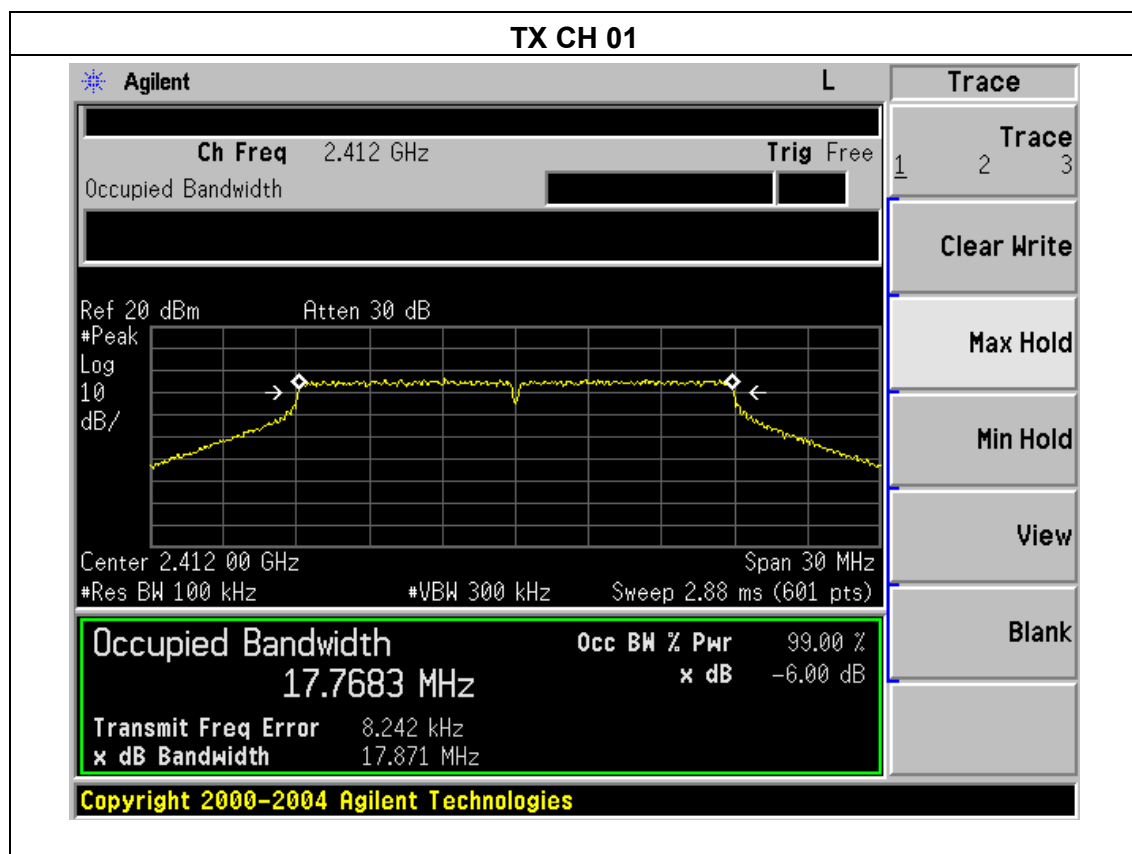 TX CH 01
Agilent L Trace
Ch Freq 2.412 GHz Trig Free
Occupied Bandwidth
Trace
1 2 3
Clear Write
Max Hold
Min Hold
View
Blank
Ref 20 dBm Atten 30 dB
#Peak
Log
10
dB/
Center 2.412 00 GHz Span 30 MHz
#Res BW 100 kHz #VBW 300 kHz Sweep 2.88 ms (601 pts)
Occupied Bandwidth Occ BW % Pwr 99.00 %
17.7683 MHz x dB -6.00 dB
Transmit Freq Error 8.242 kHz
x dB Bandwidth 17.871 MHz
Copyright 2000-2004 Agilent Technologies